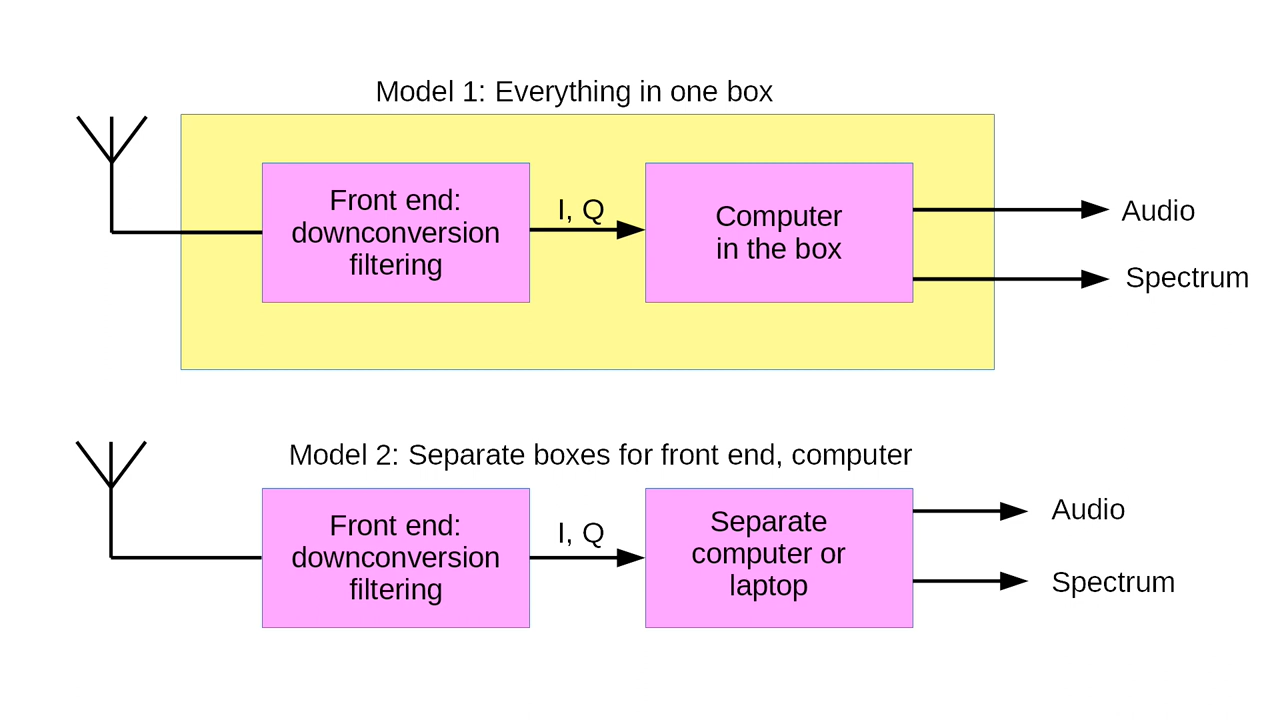 Model 1: Everything in one box
Front end:
downconversion
filtering
I, Q
Computer
in the box
Audio
Spectrum
Model 2: Separate boxes for front end, computer
Front end:
downconversion
filtering
I, Q
Separate
computer or
laptop
Audio
Spectrum